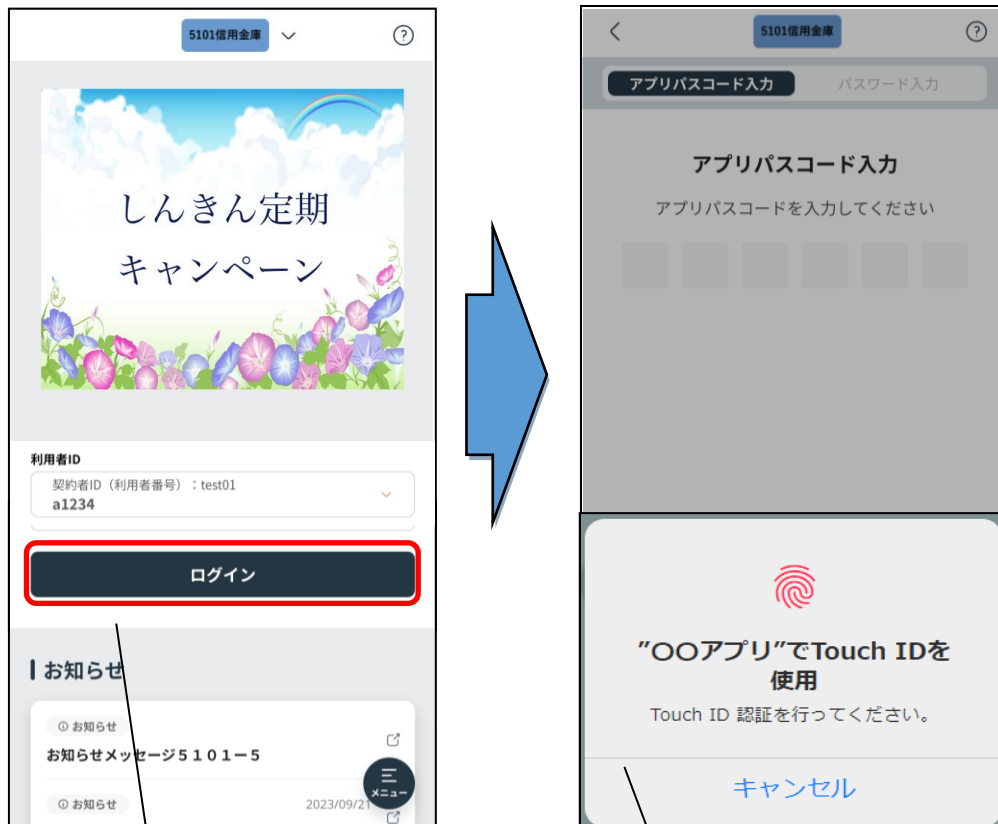 5101信用金庫
しんきん定期
キャンペーン
利用者ID
契約者ID（利用者番号）：test01
a1234
ログイン
お知らせ
お知らせ
お知らせメッセージ５１０１－５
メニュー
お知らせ
2023/09/21
5101信用金庫
アプリパスコード入力 パスワード入力
アプリパスコード入力
アプリパスコードを入力してください
”〇〇アプリ”でTouch IDを
使用
Touch ID 認証を行ってください。
キャンセル